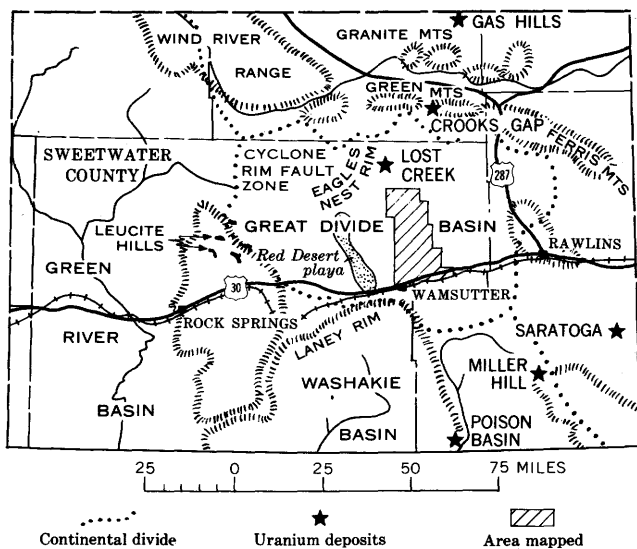 GAS HILLS
GRANITE MTS
WIND RIVER
RANGE
GREEN MTS
CROOKS GAP
FERRIS MTS
SWEETWATER
COUNTY
CYCLONE
RIM FAULT
ZONE
EAGLES
NEST RIM
LOST
CREEK
287
LEUCITE
HILLS
GREAT DIVIDE
BASIN
Red Desert
playa
RAWLINS
GREEN
30
WAMSUTTER
ROCK SPRINGS
LANEY RIM
RIVER
SARATOGA
WASHAKIE
MILLER
HILL
BASIN
BASIN
POISON
BASIN
25 0 25 50 75 MILES
Continental divide
Uranium deposits
Area mapped